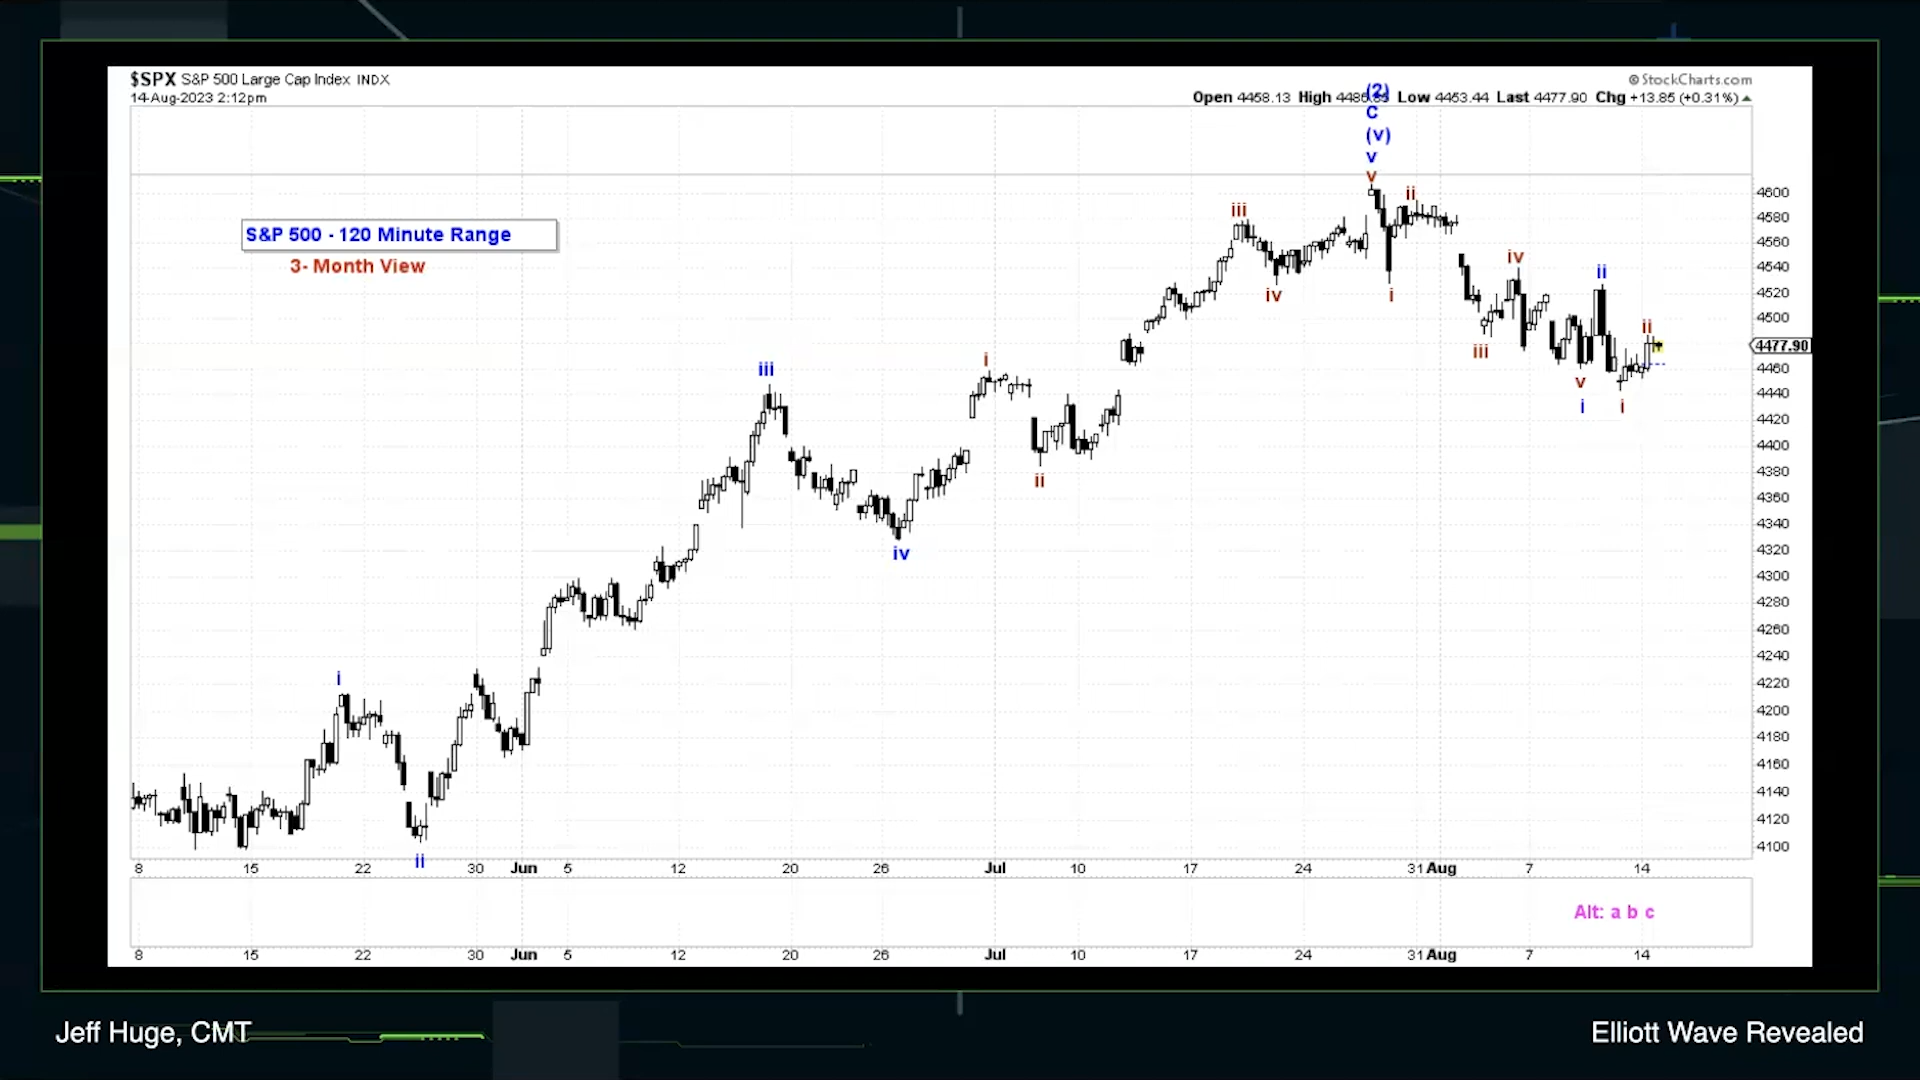 $SPX S&P 500 Large Cap Index INDX
© StockCharts.com
14-Aug-2023 2:12pm
Open 4458.13 High Low 4453.44 Last 4477.90 Chg +13.85 (+0.31%)
(2)
C
(v)
v
v
S&P 500 - 120 Minute Range
3- Month View
i
ii
iii
iv
i
ii
iii
iv
i
ii
iii
iv
v
i
ii
i
ii
4600
4580
4560
4540
4520
4500
4477.90
4460
4440
4420
4400
4380
4360
4340
4320
4300
4280
4260
4240
4220
4200
4180
4160
4140
4120
4100
8 15 22 30 Jun 5 12 20 26 Jul 10 17 24 31 Aug 7 14
Alt: a b c
8 15 22 30 Jun 5 12 20 26 Jul 10 17 24 31 Aug 7 14
Jeff Huge, CMT
Elliott Wave Revealed